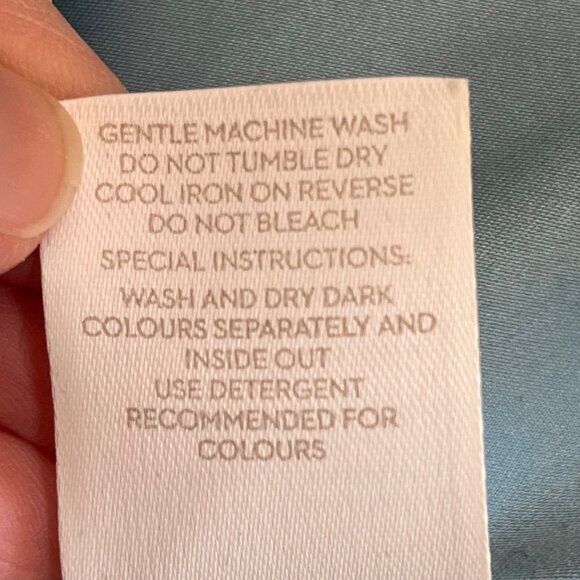 GENTLE MACHINE WASH
DO NOT TUMBLE DRY
COOL IRON ON REVERSE
DO NOT BLEACH
SPECIAL INSTRUCTIONS:
WASH AND DRY DARK
COLOURS SEPARATELY AND
INSIDE OUT
USE DETERGENT
RECOMMENDED FOR
COLOURS